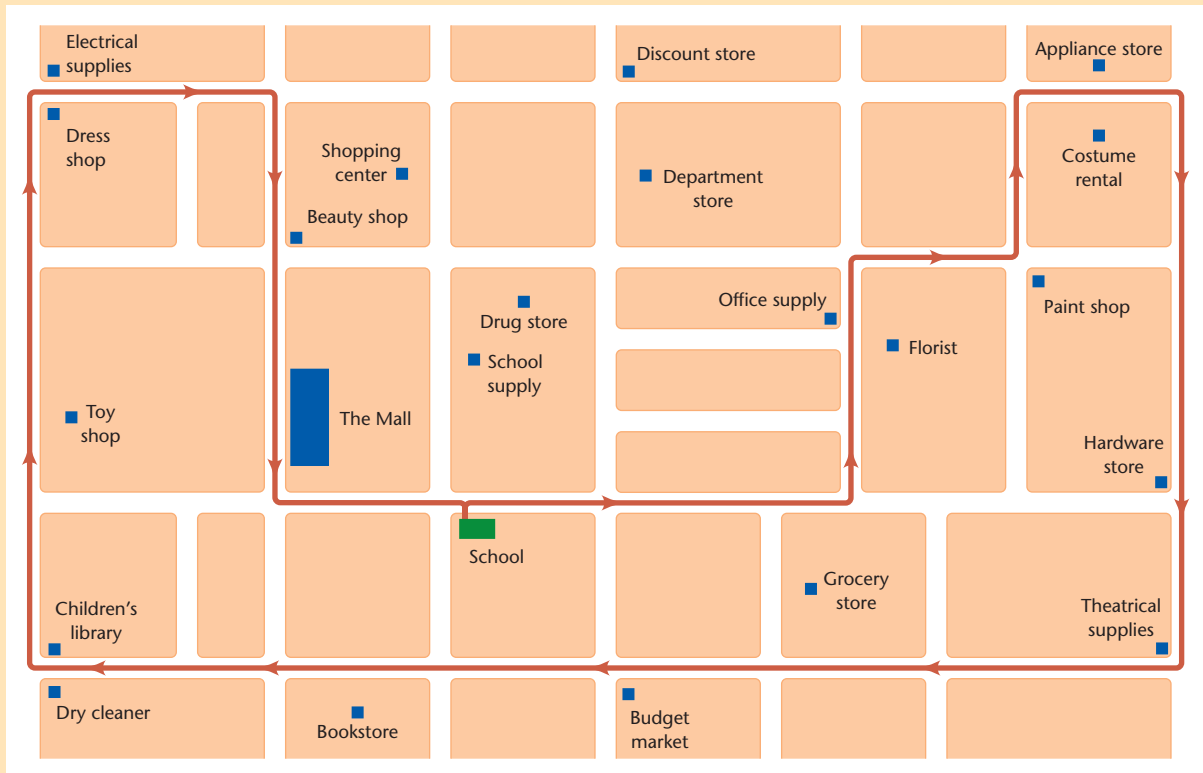 Electrical
supplies
Discount store
Appliance store
Dress
shop
Shopping
center
Beauty shop
Department
store
Costume
rental
Office supply
Paint shop
Drug store
School
supply
Florist
Toy
shop
The Mall
Hardware
store
School
Grocery
store
Children's
library
Theatrical
supplies
Dry cleaner
Bookstore
Budget
market